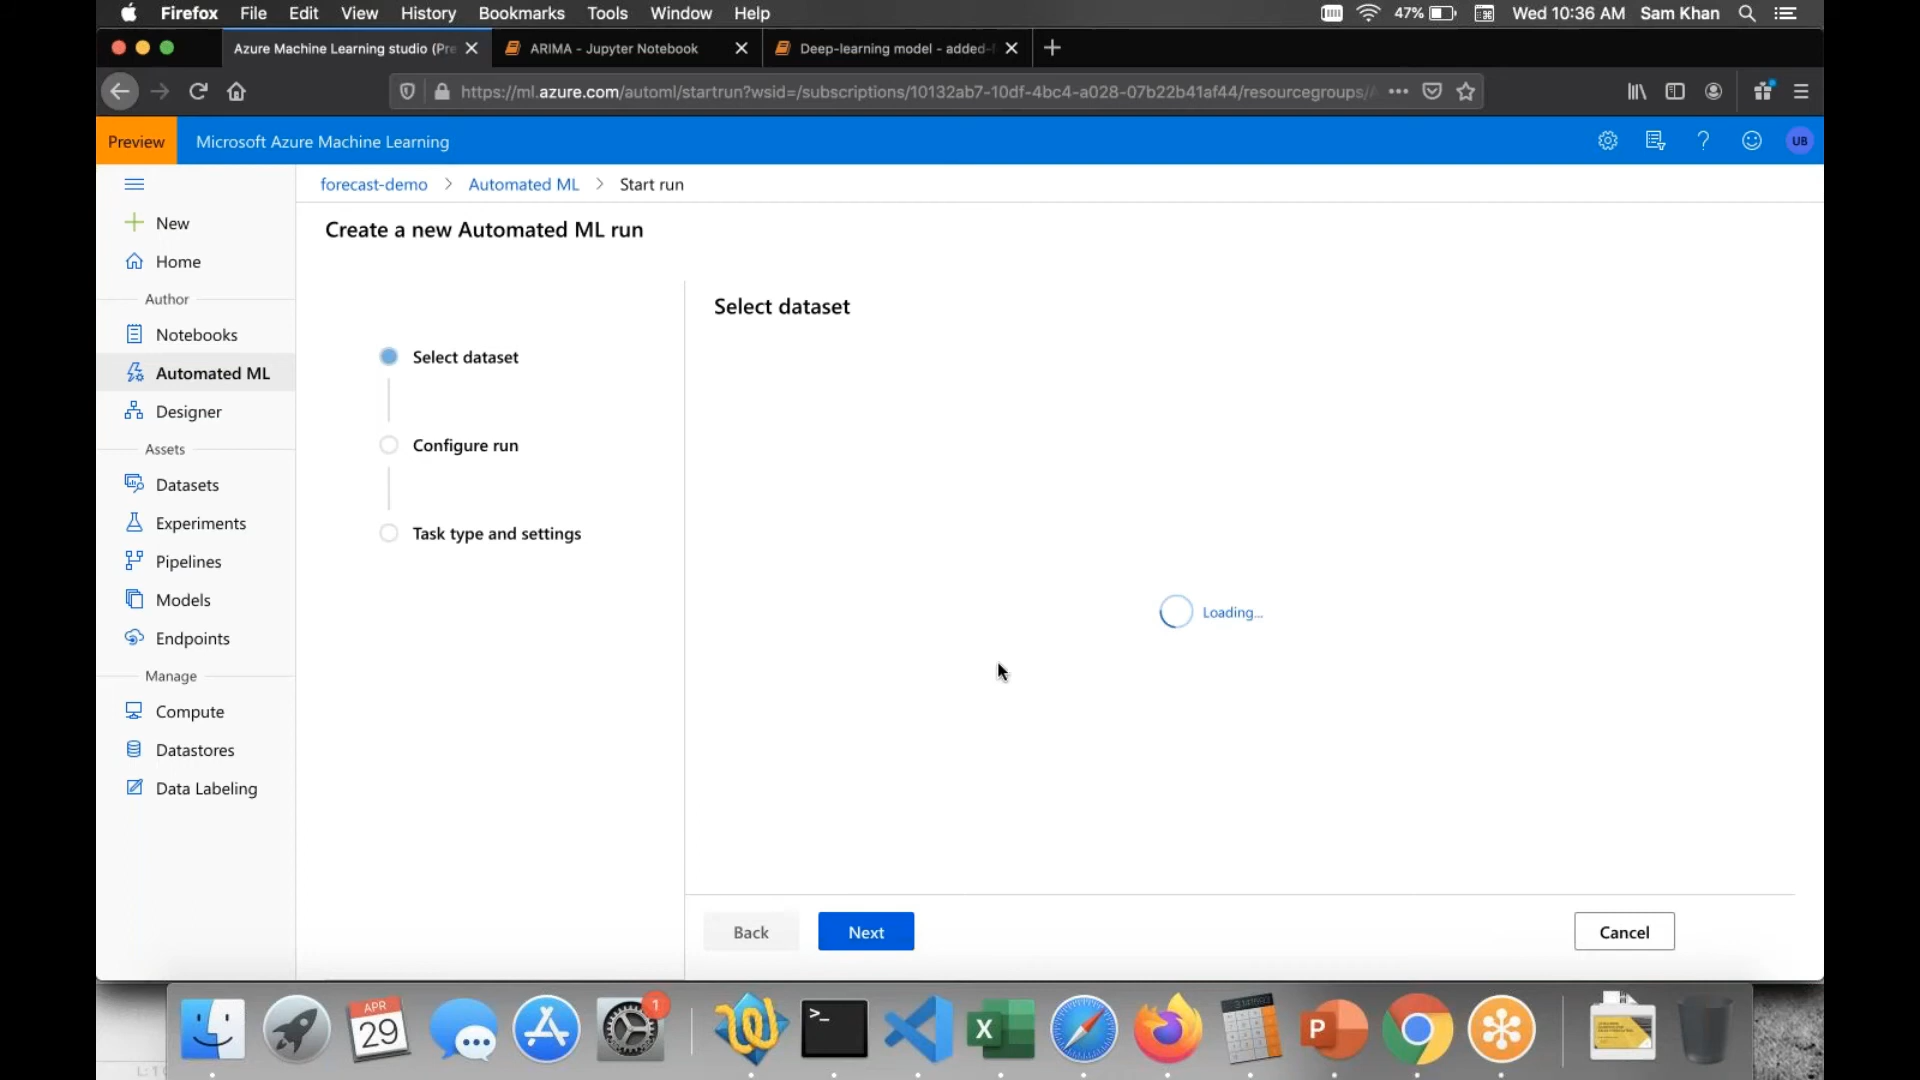 Firefox File Edit View History Bookmarks Tools Window Help 47% Wed 10:36 AM Sam Khan
Azure Machine Learning studio (Pre
ARIMA - Jupyter Notebook
Deep-learning model - added-
https://ml.azure.com/automl/startrun?wsid=/subscriptions/10132ab7-10df-4bc4-a028-07b22b41af44/resourcegroups/
Preview Microsoft Azure Machine Learning ? UB
forecast-demo > Automated ML > Start run
New
Home
Author
Notebooks
Automated ML
Designer
Assets
Datasets
Experiments
Pipelines
Models
Endpoints
Manage
Compute
Datastores
Data Labeling
Create a new Automated ML run
Select dataset
Configure run
Task type and settings
Select dataset
Loading...
Back Next Cancel
APR
29
1
>_
X
P